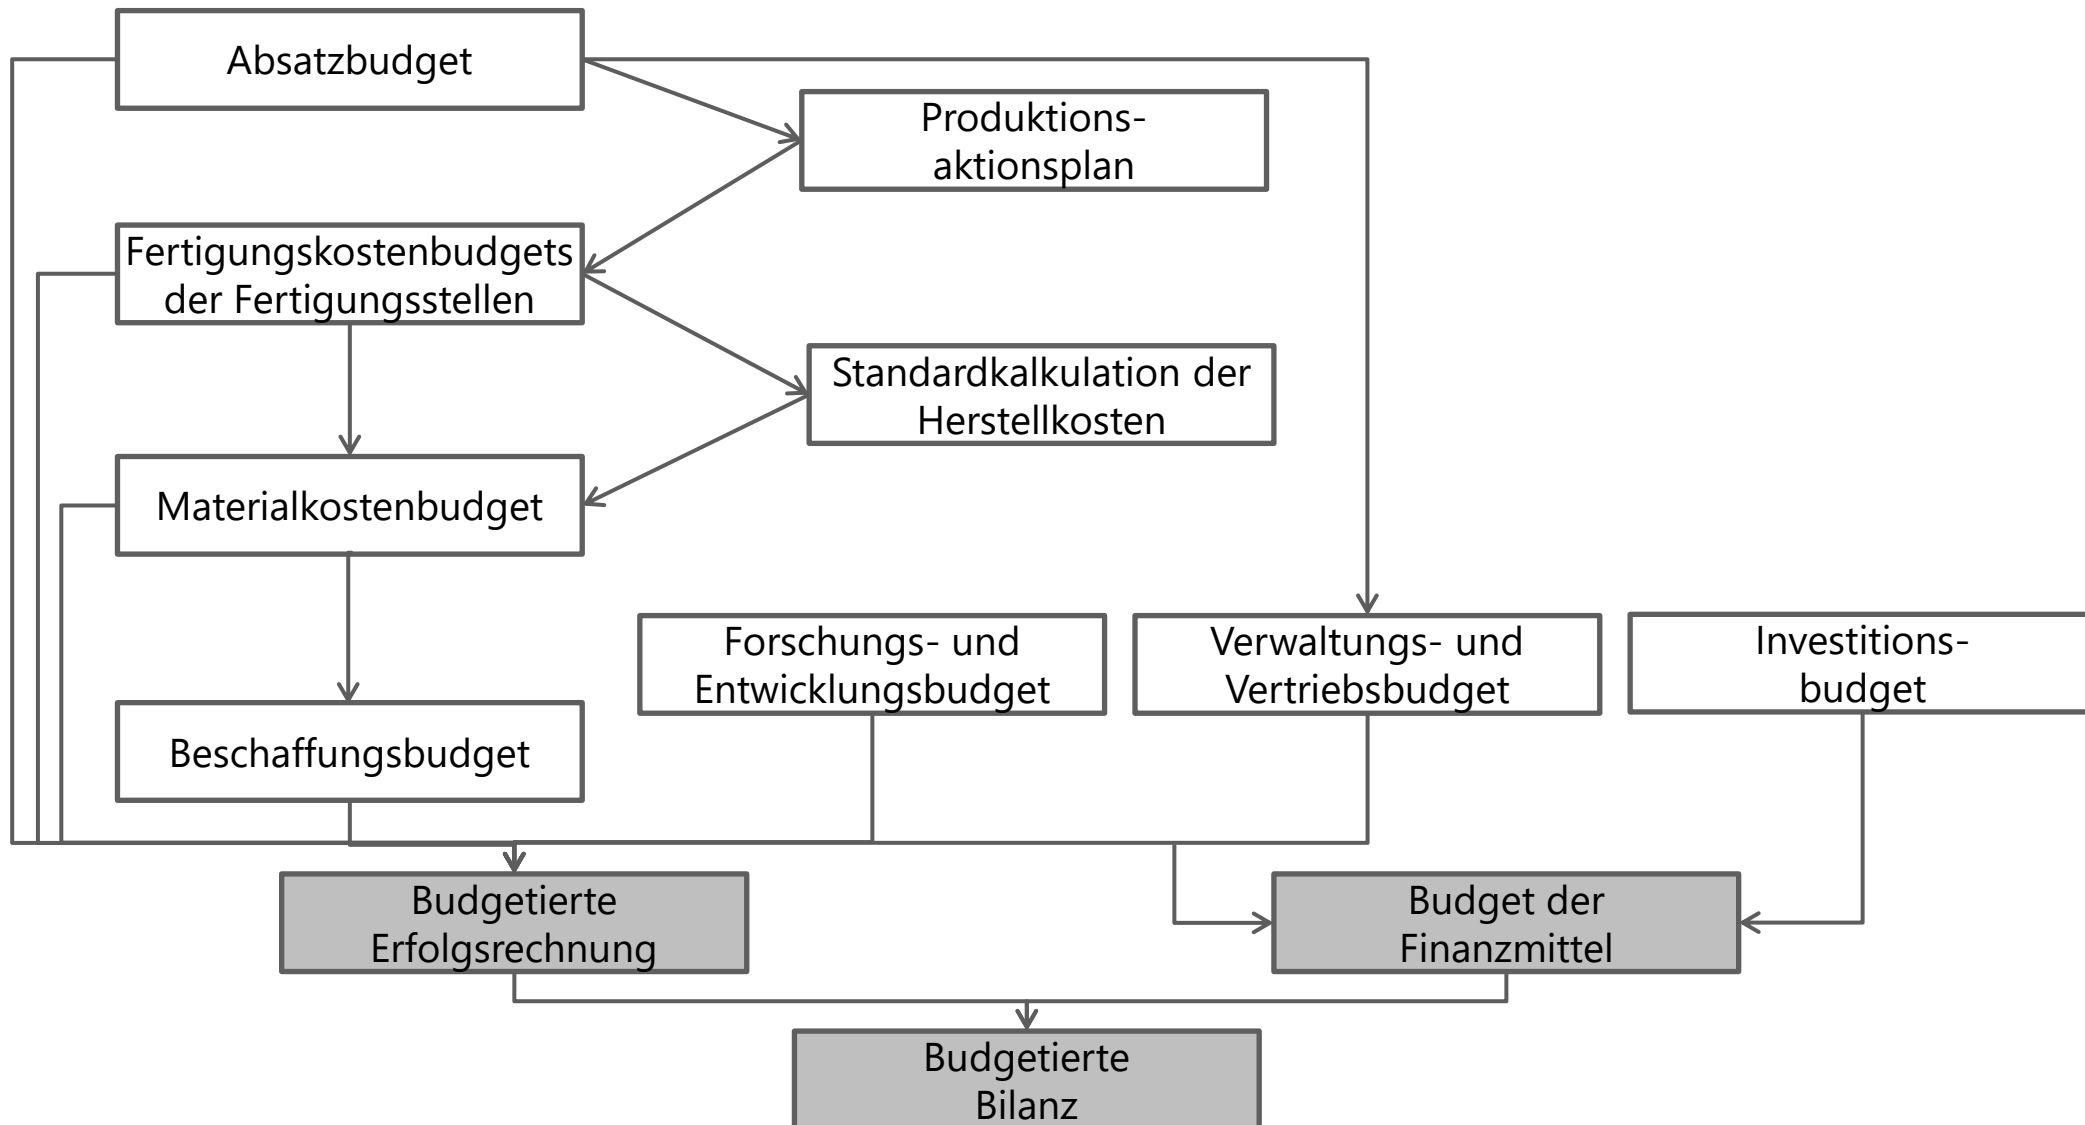 Absatzbudget
Produktions-
aktionsplan
Fertigungskostenbudgets
der Fertigungsstellen
Standardkalkulation der
Herstellkosten
Materialkostenbudget
Forschungs- und
Entwicklungsbudget
Verwaltungs- und
Vertriebsbudget
Investitions-
budget
Beschaffungsbudget
Budgetierte
Erfolgsrechnung
Budget der
Finanzmittel
Budgetierte
Bilanz